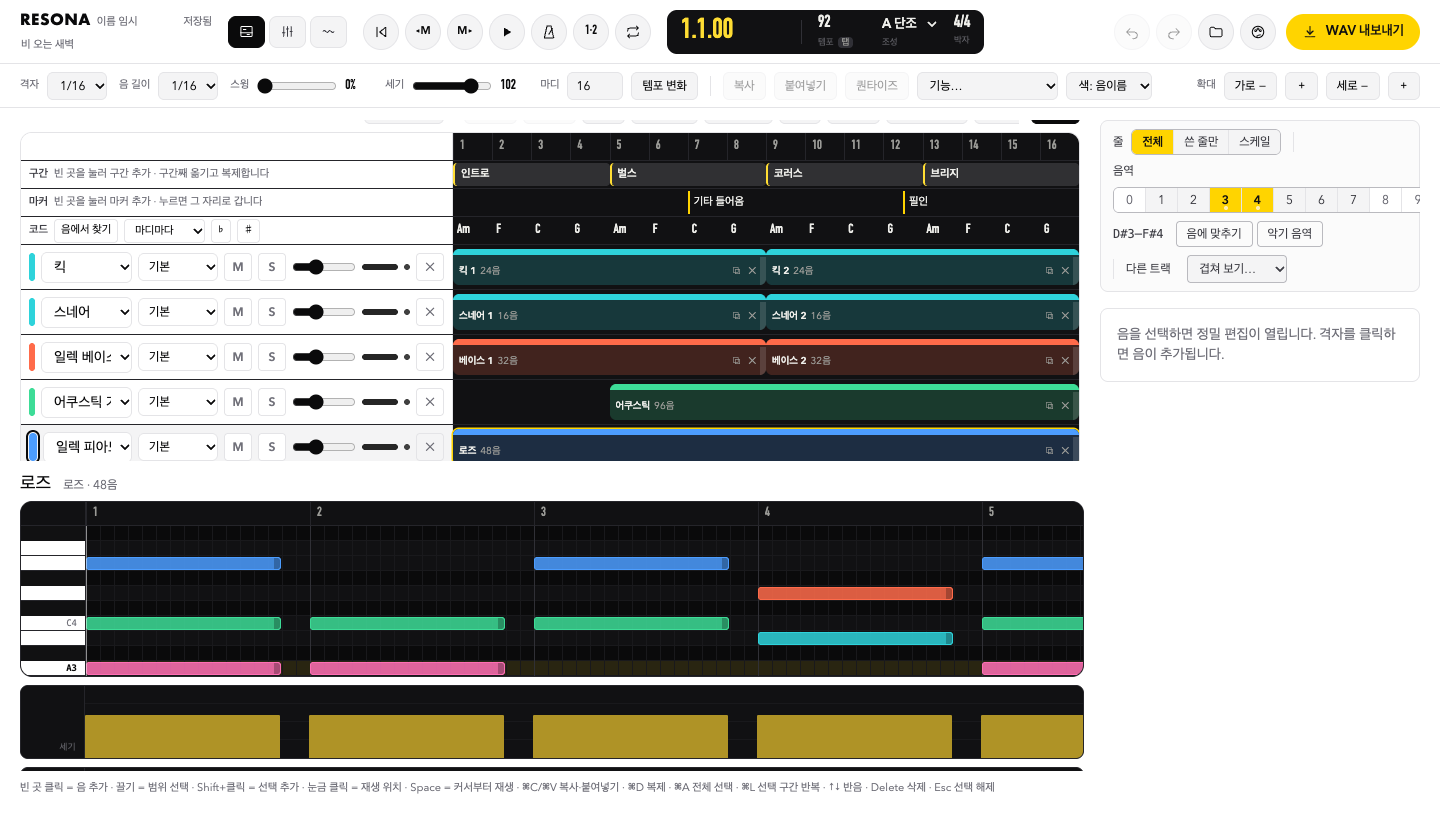 RESONA 이름 임시 저장됨
비 오는 새벽
◂M M▸ 1·2
1.1.00 92 A 단조 4/4
템포 탭 조성 박자
WAV 내보내기
격자 1/16 음 길이 1/16 스윙 0% 세기 102 마디 16 템포 변화 복사 붙여넣기 퀀타이즈 기능… 색: 음이름 확대 가로 − + 세로 − +
1 2 3 4 5 6 7 8 9 10 11 12 13 14 15 16
구간 빈 곳을 눌러 구간 추가 · 구간째 옮기고 복제합니다 인트로 벌스 코러스 브리지
마커 빈 곳을 눌러 마커 추가 · 누르면 그 자리로 갑니다 기타 들어옴 필인
코드 음에서 찾기 마디마다 ♭ ♯ Am F C G Am F C G Am F C G Am F C G
킥 기본 M S 킥 1 24음 킥 2 24음
스네어 기본 M S 스네어 1 16음 스네어 2 16음
일렉 베이스 기본 M S 베이스 1 32음 베이스 2 32음
어쿠스틱 기본 M S 어쿠스틱 96음
일렉 피아노 기본 M S 로즈 48음
줄 전체 쓴 줄만 스케일
음역
0 1 2 3 4 5 6 7 8 9
D#3–F#4 음에 맞추기 악기 음역
다른 트랙 겹쳐 보기…
음을 선택하면 정밀 편집이 열립니다. 격자를 클릭하
면 음이 추가됩니다.
로즈 로즈 · 48음
1 2 3 4 5
C4
A3
세기
빈 곳 클릭 = 음 추가 · 끌기 = 범위 선택 · Shift+클릭 = 선택 추가 · 눈금 클릭 = 재생 위치 · Space = 커서부터 재생 · ⌘C/⌘V 복사·붙여넣기 · ⌘D 복제 · ⌘A 전체 선택 · ⌘L 선택 구간 반복 · ↑↓ 반음 · Delete 삭제 · Esc 선택 해제